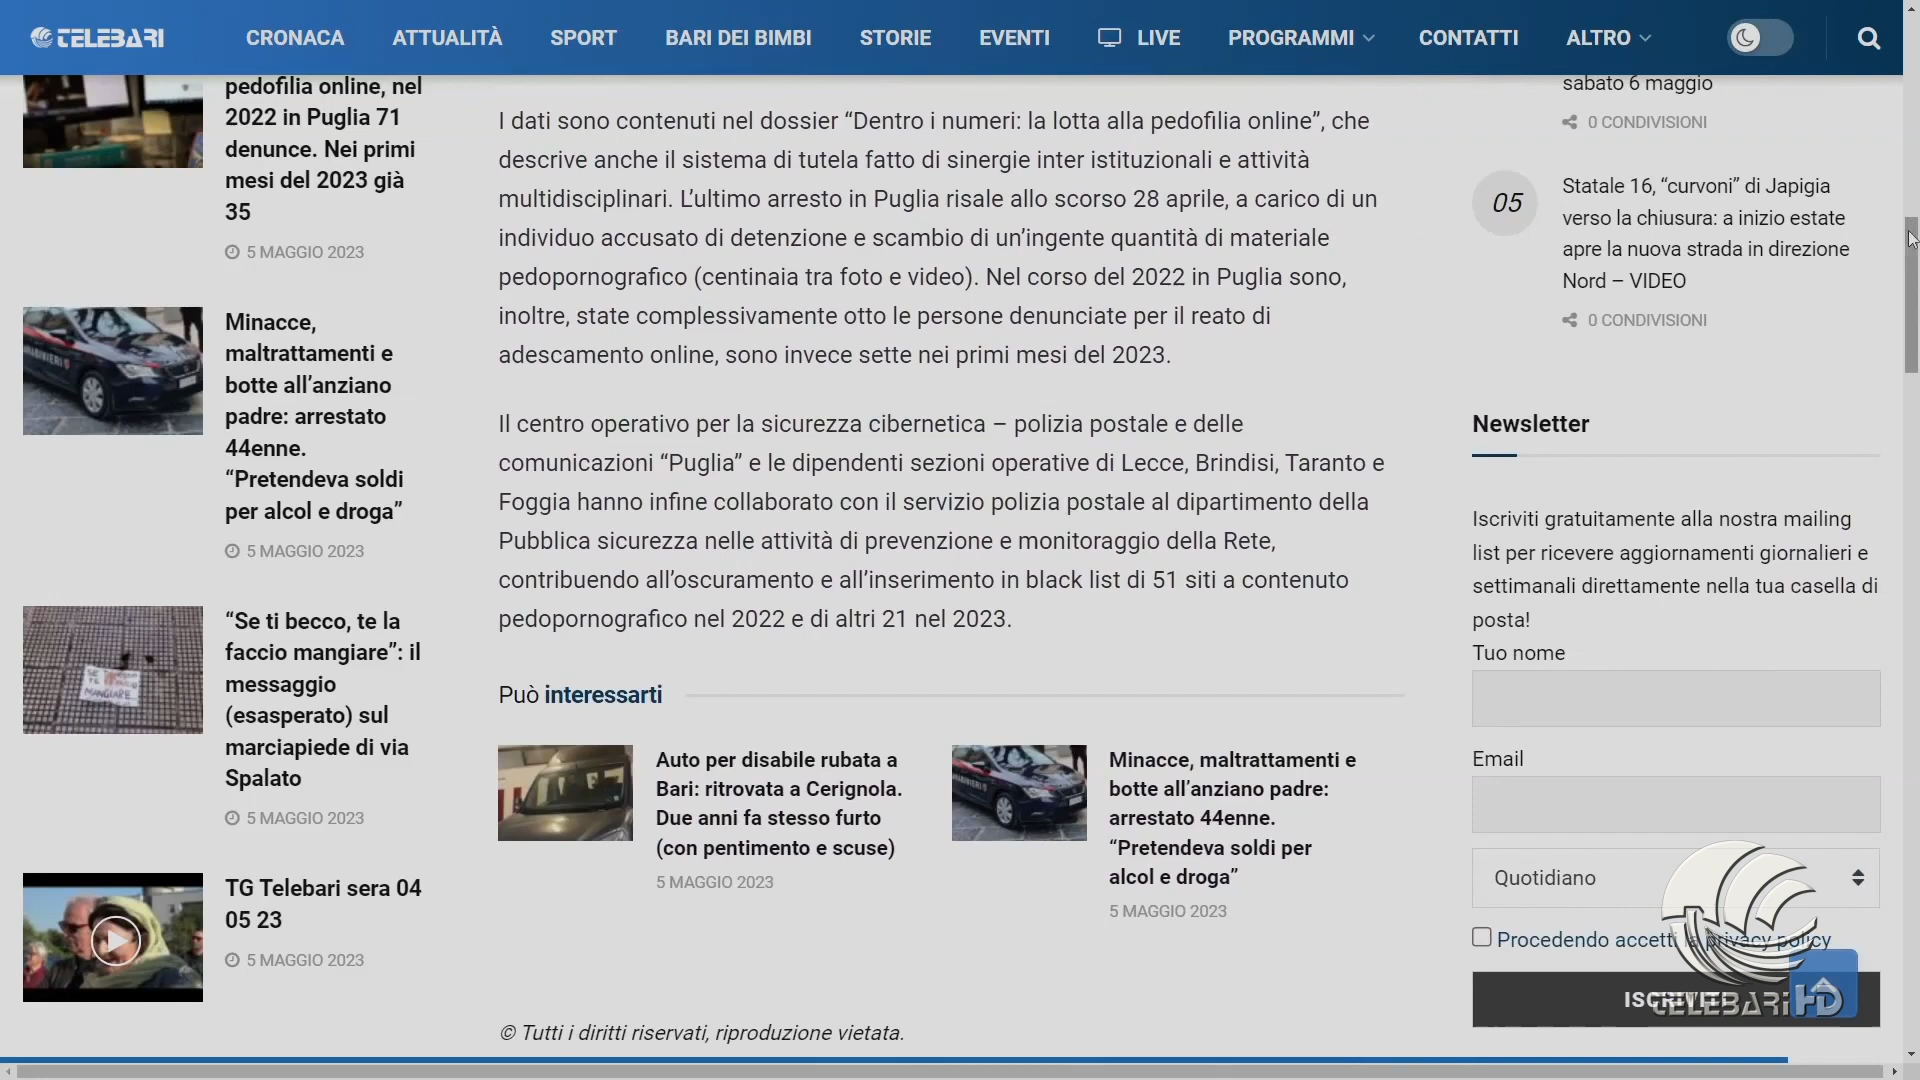 TELEBARI
CRONACA
ATTUALITÀ
SPORT
BARI DEI BIMBI
STORIE
EVENTI
LIVE
PROGRAMMI
CONTATTI
ALTRO
pedofilia online, nel
2022 in Puglia 71
denunce. Nei primi
mesi del 2023 già
35
5 MAGGIO 2023
Minacce,
maltrattamenti e
botte all’anziano
padre: arrestato
44enne.
“Pretendeva soldi
per alcol e droga”
5 MAGGIO 2023
“Se ti becco, te la
faccio mangiare”: il
messaggio
(esasperato) sul
marciapiede di via
Spalato
5 MAGGIO 2023
TG Telebari sera 04
05 23
5 MAGGIO 2023
I dati sono contenuti nel dossier “Dentro i numeri: la lotta alla pedofilia online”, che
descrive anche il sistema di tutela fatto di sinergie inter istituzionali e attività
multidisciplinari. L’ultimo arresto in Puglia risale allo scorso 28 aprile, a carico di un
individuo accusato di detenzione e scambio di un’ingente quantità di materiale
pedopornografico (centinaia tra foto e video). Nel corso del 2022 in Puglia sono,
inoltre, state complessivamente otto le persone denunciate per il reato di
adescamento online, sono invece sette nei primi mesi del 2023.
Il centro operativo per la sicurezza cibernetica – polizia postale e delle
comunicazioni “Puglia” e le dipendenti sezioni operative di Lecce, Brindisi, Taranto e
Foggia hanno infine collaborato con il servizio polizia postale al dipartimento della
Pubblica sicurezza nelle attività di prevenzione e monitoraggio della Rete,
contribuendo all’oscuramento e all’inserimento in black list di 51 siti a contenuto
pedopornografico nel 2022 e di altri 21 nel 2023.
Può interessarti
Auto per disabile rubata a
Bari: ritrovata a Cerignola.
Due anni fa stesso furto
(con pentimento e scuse)
5 MAGGIO 2023
Minacce, maltrattamenti e
botte all’anziano padre:
arrestato 44enne.
“Pretendeva soldi per
alcol e droga”
5 MAGGIO 2023
© Tutti i diritti riservati, riproduzione vietata.
sabato 6 maggio
0 CONDIVISIONI
05
Statale 16, “curvoni” di Japigia
verso la chiusura: a inizio estate
apre la nuova strada in direzione
Nord – VIDEO
0 CONDIVISIONI
Newsletter
Iscriviti gratuitamente alla nostra mailing
list per ricevere aggiornamenti giornalieri e
settimanali direttamente nella tua casella di
posta!
Tuo nome
Email
Quotidiano
Procedendo accetti la privacy policy
ISCRIVITI
TELEBARI HD